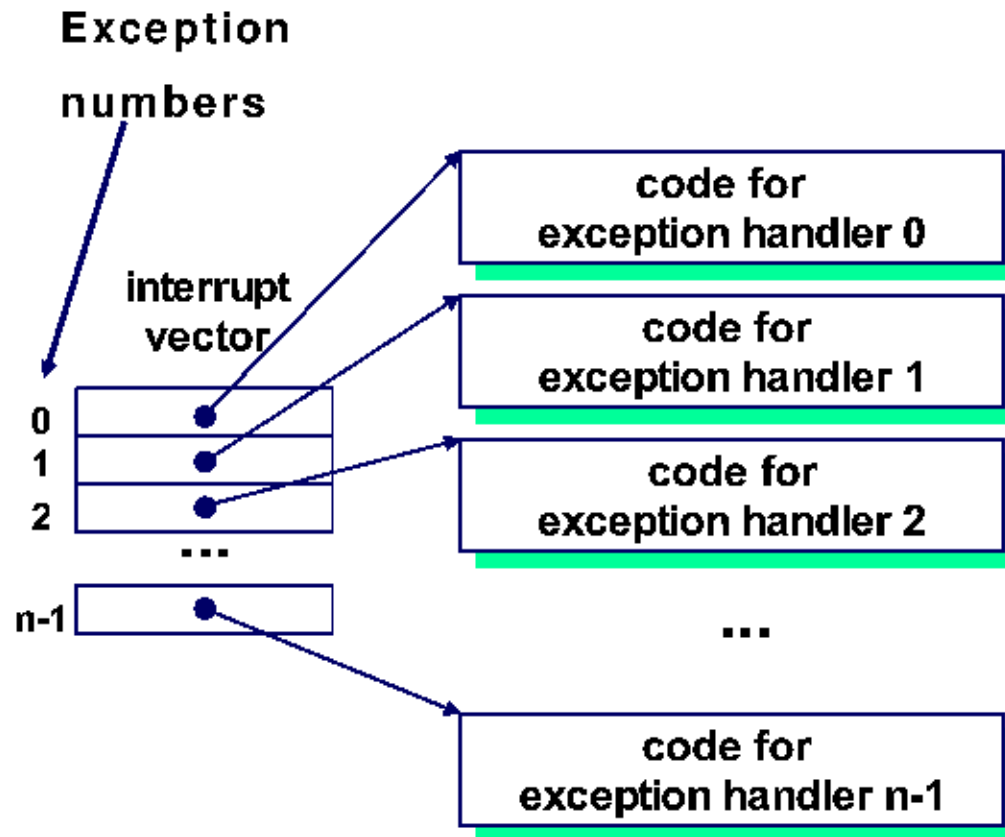 Exception
numbers
interrupt
vector
0
1
2
...
n-1
code for
exception handler 0
code for
exception handler 1
code for
exception handler 2
...
code for
exception handler n-1